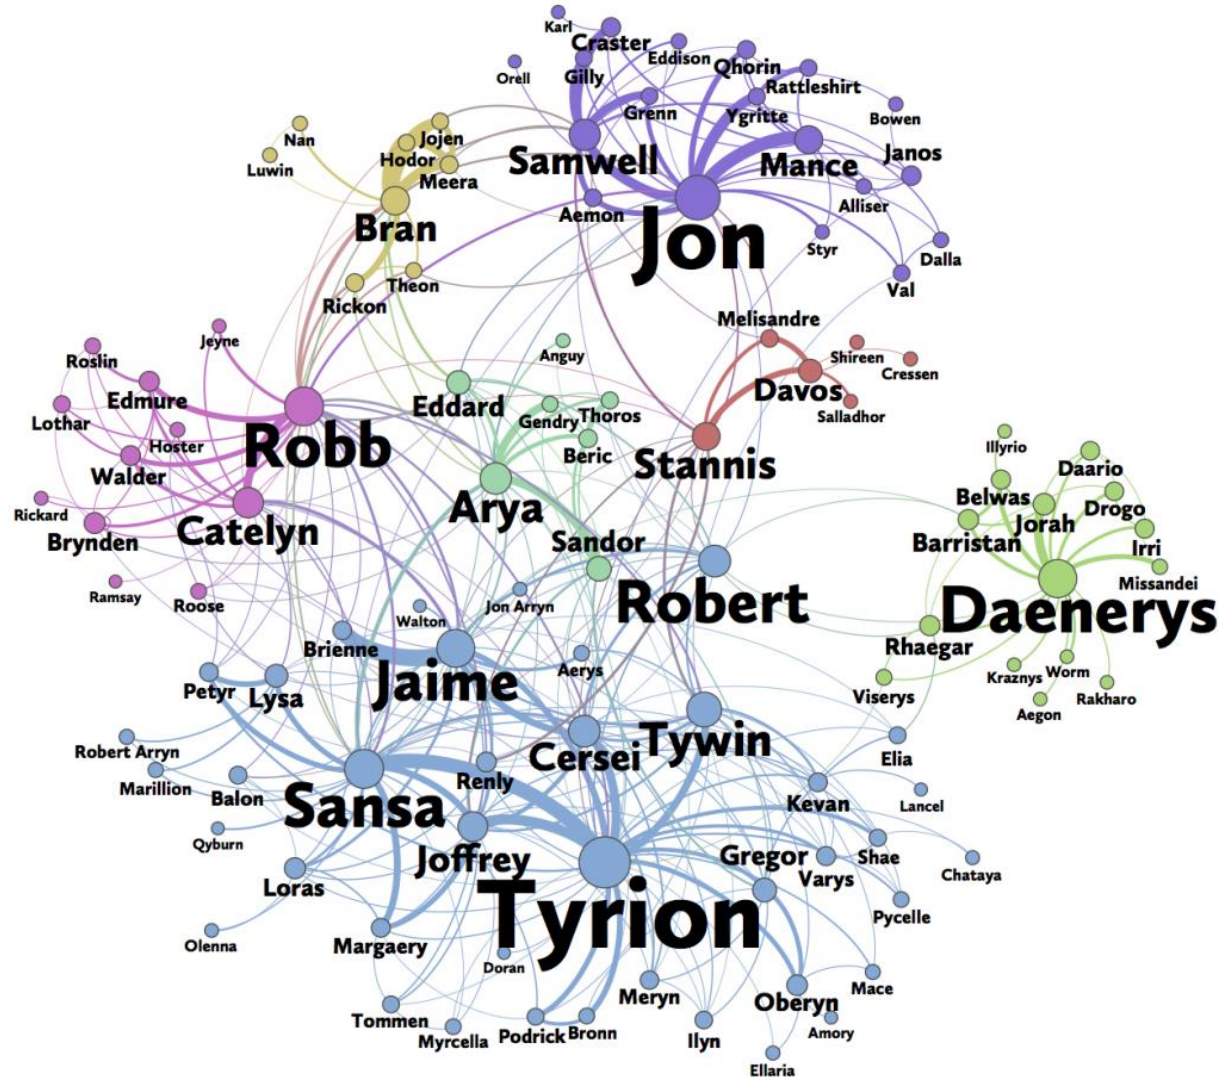 Karl
Craster
Eddison
Qhorin
Orell
Gilly
Rattleshirt
Grenn
Ygritte
Bowen
Nan
Jojen
Hodor
Luwin
Meera
Samwell
Mance
Janos
Aemon
Alliser
Bran
Jon
Styr
Dalla
Theon
Val
Rickon
Melisandre
Jeyne
Anguy
Shireen
Roslin
Cressen
Edmure
Davos
Eddard
Thoros
Gendry
Salladhor
Lothar
Hoster
Robb
Beric
Illyrio
Walder
Stannis
Daario
Belwas
Arya
Drogo
Rickard
Jorah
Catelyn
Brynden
Sandor
Barristan
Irri
Missandei
Ramsay
Roose
Jon Arryn
Robert
Daenerys
Walton
Brienne
Rhaegar
Aerys
Jaime
Kraznys
Worm
Petyr
Lysa
Viserys
Rakharo
Aegon
Tywin
Robert Arryn
Cersei
Elia
Renly
Marillion
Balon
Sansa
Kevan
Lancel
Qyburn
Joffrey
Gregor
Shae
Varys
Chataya
Loras
Tyrion
Pycelle
Olenna
Margaery
Doran
Mace
Meryn
Oberyn
Tommen
Podrick
Bronn
Amory
Myrcella
Ilyn
Ellaria